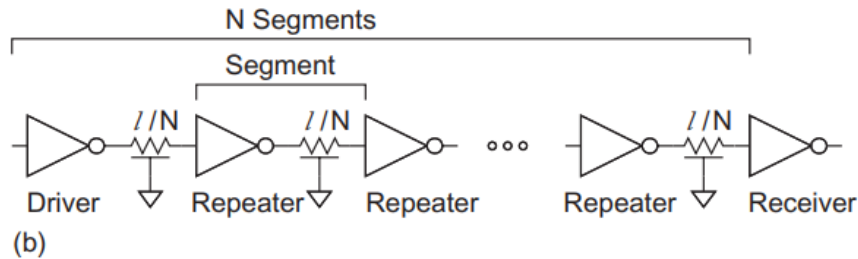 N Segments
Segment
l/N l/N l/N
Driver Repeater Repeater Repeater Receiver
(b)